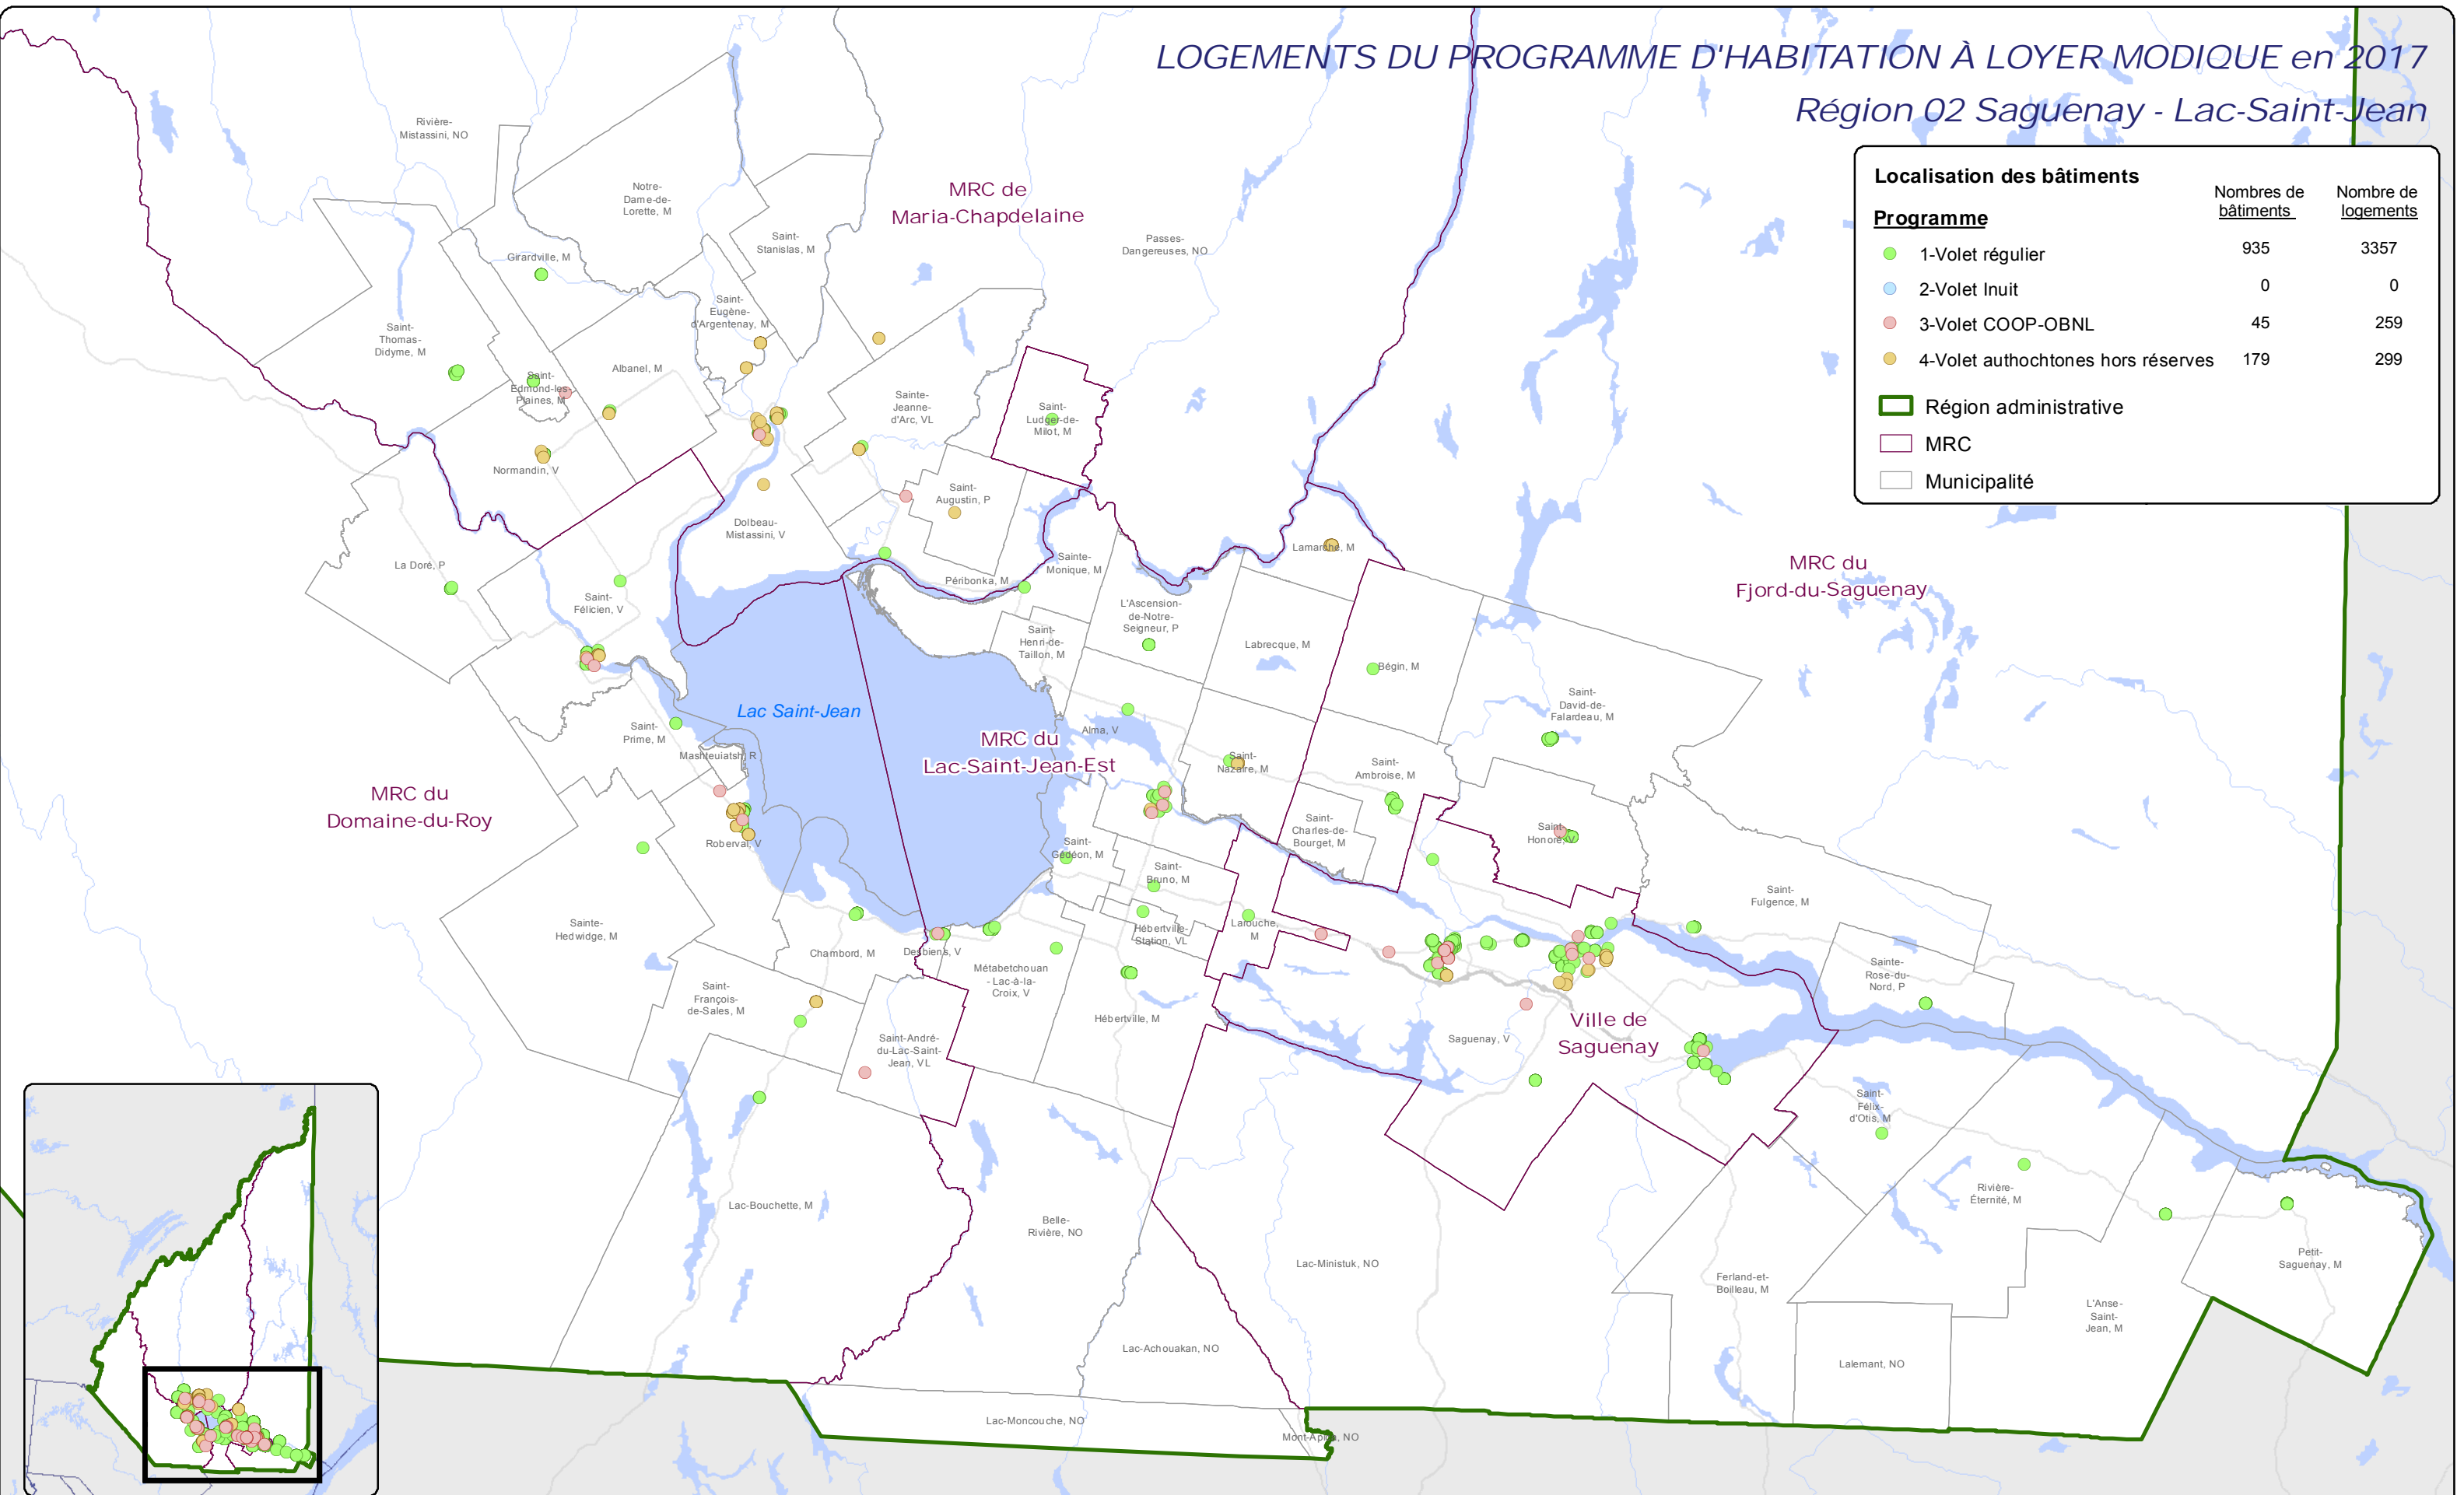 LOGEMENTS DU PROGRAMME D'HABITATION À LOYER MODIQUE en 2017
Région 02 Saguenay - Lac-Saint-Jean
Localisation des bâtiments
Nombres de
bâtiments
Nombre de
logements
Programme
1-Volet régulier 935 3357
2-Volet Inuit 0 0
3-Volet COOP-OBNL 45 259
4-Volet authochtones hors réserves 179 299
Région administrative
MRC
Municipalité
Rivière-
Mistassini, NO
Notre-
Dame-de-
Lorette, M
MRC de
Maria-Chapdelaine
Saint-
Stanislas, M
Passes-
Dangereuses, NO
Girardville, M
Saint-
Eugène-
d'Argentenay, M
Saint-
Thomas-
Didyme, M
Saint-
Edmond-les-
Plaines, M
Albanel, M
Sainte-
Jeanne-
d'Arc, VL
Saint-
Ludger-de-
Milot, M
Normandin, V
Saint-
Augustin, P
Dolbeau-
Mistassini, V
Lamarche, M
La Doré, P
Péribonka, M
Sainte-
Monique, M
MRC du
Fjord-du-Saguenay
Saint-
Félicien, V
L'Ascension-
de-Notre-
Seigneur, P
Saint-
Henri-de-
Taillon, M
Labrecque, M
Bégin, M
Saint-
David-de-
Falardeau, M
Lac Saint-Jean
Saint-
Prime, M
Mashteuiatsh, R
MRC du
Lac-Saint-Jean-Est
Alma, V
Saint-
Nazaire, M
Saint-
Ambroise, M
MRC du
Domaine-du-Roy
Roberval, V
Saint-
Gédéon, M
Saint-
Charles-de-
Bourget, M
Saint-
Honoré, V
Saint-
Bruno, M
Saint-
Fulgence, M
Sainte-
Hedwidge, M
Chambord, M
Desbiens, V
Hébertville-
Station, VL
Larouche,
M
Métabetchouan
- Lac-à-la-
Croix, V
Sainte-
Rose-du-
Nord, P
Saint-
François-
de-Sales, M
Hébertville, M
Saint-André-
du-Lac-Saint-
Jean, VL
Saguenay, V
Ville de
Saguenay
Saint-
Félix-
d'Otis, M
Lac-Bouchette, M
Belle-
Rivière, NO
Rivière-
Éternité, M
Lac-Ministuk, NO
Ferland-et-
Boilleau, M
Petit-
Saguenay, M
L'Anse-
Saint-
Jean, M
Lac-Achouakan, NO
Lalemant, NO
Lac-Moncouche, NO
Mont-Apica, NO